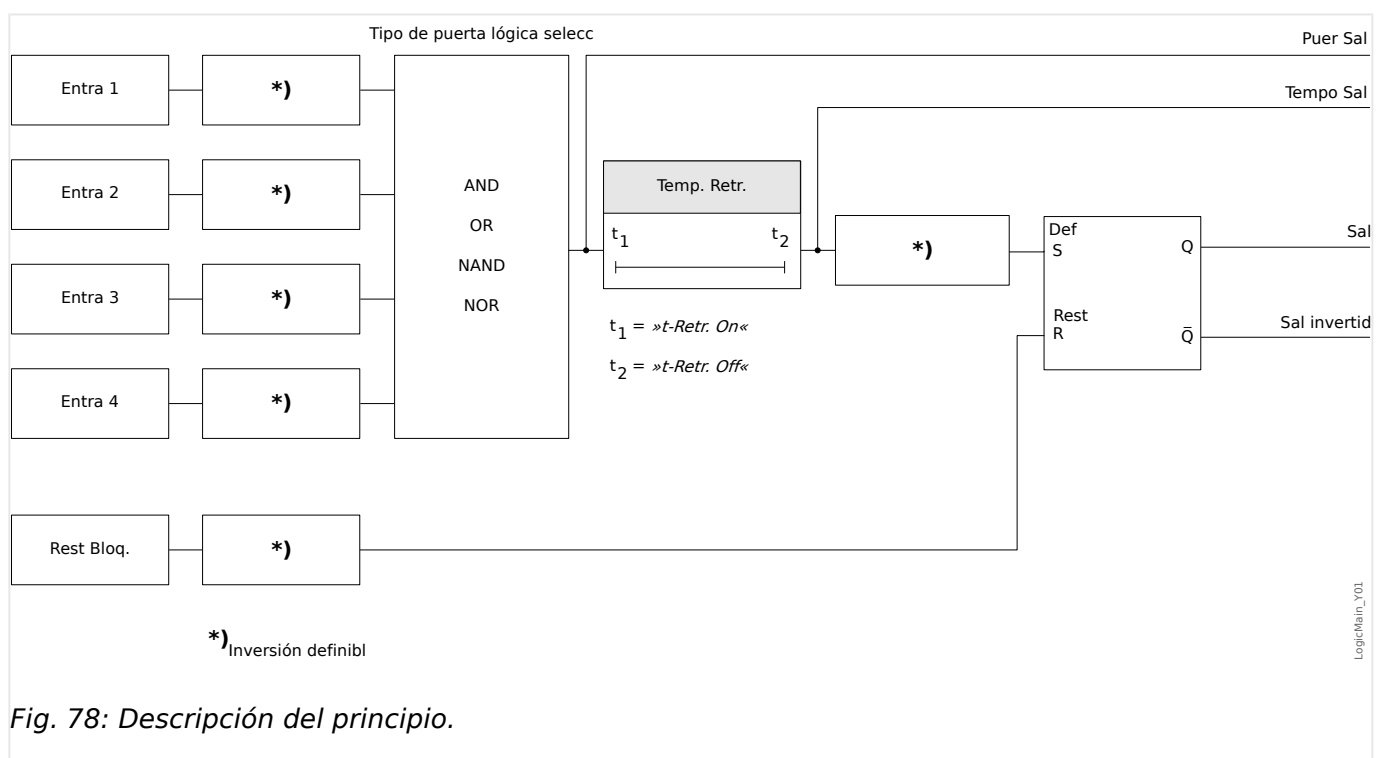 Tipo de puerta lógica selecc
Puer Sal
Entra 1
*)
Tempo Sal
Entra 2
*)
AND
OR
NAND
NOR
Temp. Retr.
t1
t2
*)
Def
S
Q
Sal
Entra 3
*)
t1 = »t-Retr. On«
Rest
R
Q̅
Sal invertid
t2 = »t-Retr. Off«
Entra 4
*)
Rest Bloq.
*)
*) Inversión definibl
LogicMain_Y01
Fig. 78: Descripción del principio.